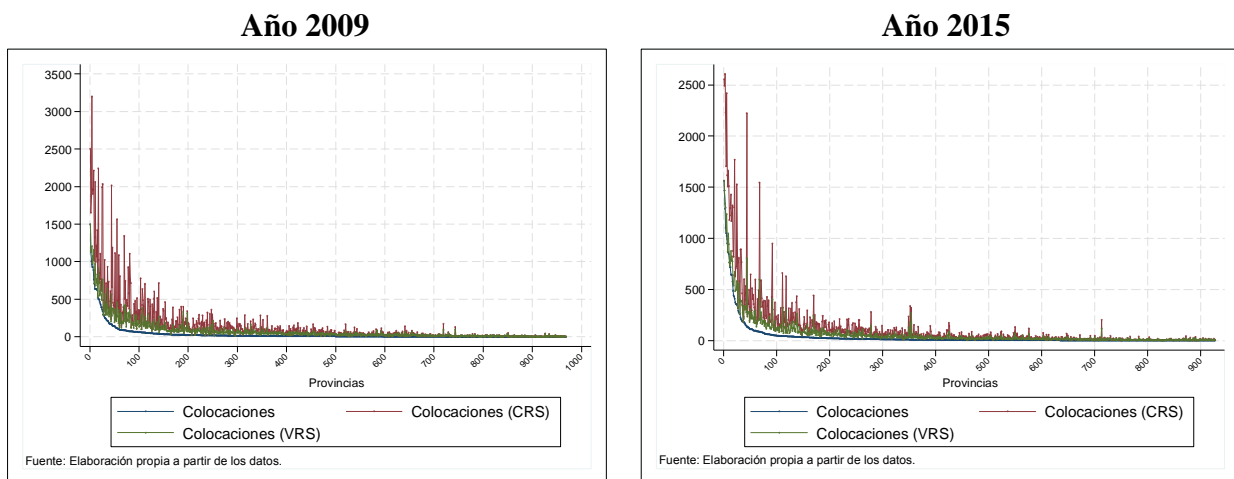 Año 2009
3500
3000
2500
2000
1500
1000
500
0
0 100 200 300 400 500 600 700 800 900 1000
Provincias
Colocaciones Colocaciones (CRS)
Colocaciones (VRS)
Fuente: Elaboración propia a partir de los datos.
Año 2015
2500
2000
1500
1000
500
0
0 100 200 300 400 500 600 700 800 900
Provincias
Colocaciones Colocaciones (CRS)
Colocaciones (VRS)
Fuente: Elaboración propia a partir de los datos.